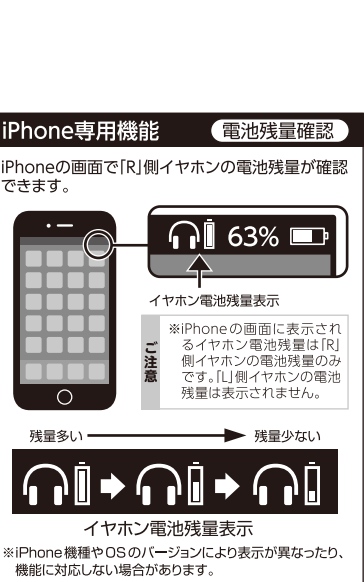 iPhone専用機能
電池残量確認
iPhoneの画面で「R」側イヤホンの電池残量が確認
できます。
63%
イヤホン電池残量表示
ご注意
※iPhoneの画面に表示され
るイヤホン電池残量は「R」
側イヤホンの電池残量のみ
です。「L」側イヤホンの電池
残量は表示されません。
残量多い
残量少ない
イヤホン電池残量表示
※iPhone機種やOSのバージョンにより表示が異なったり、
機能に対応しない場合があります。